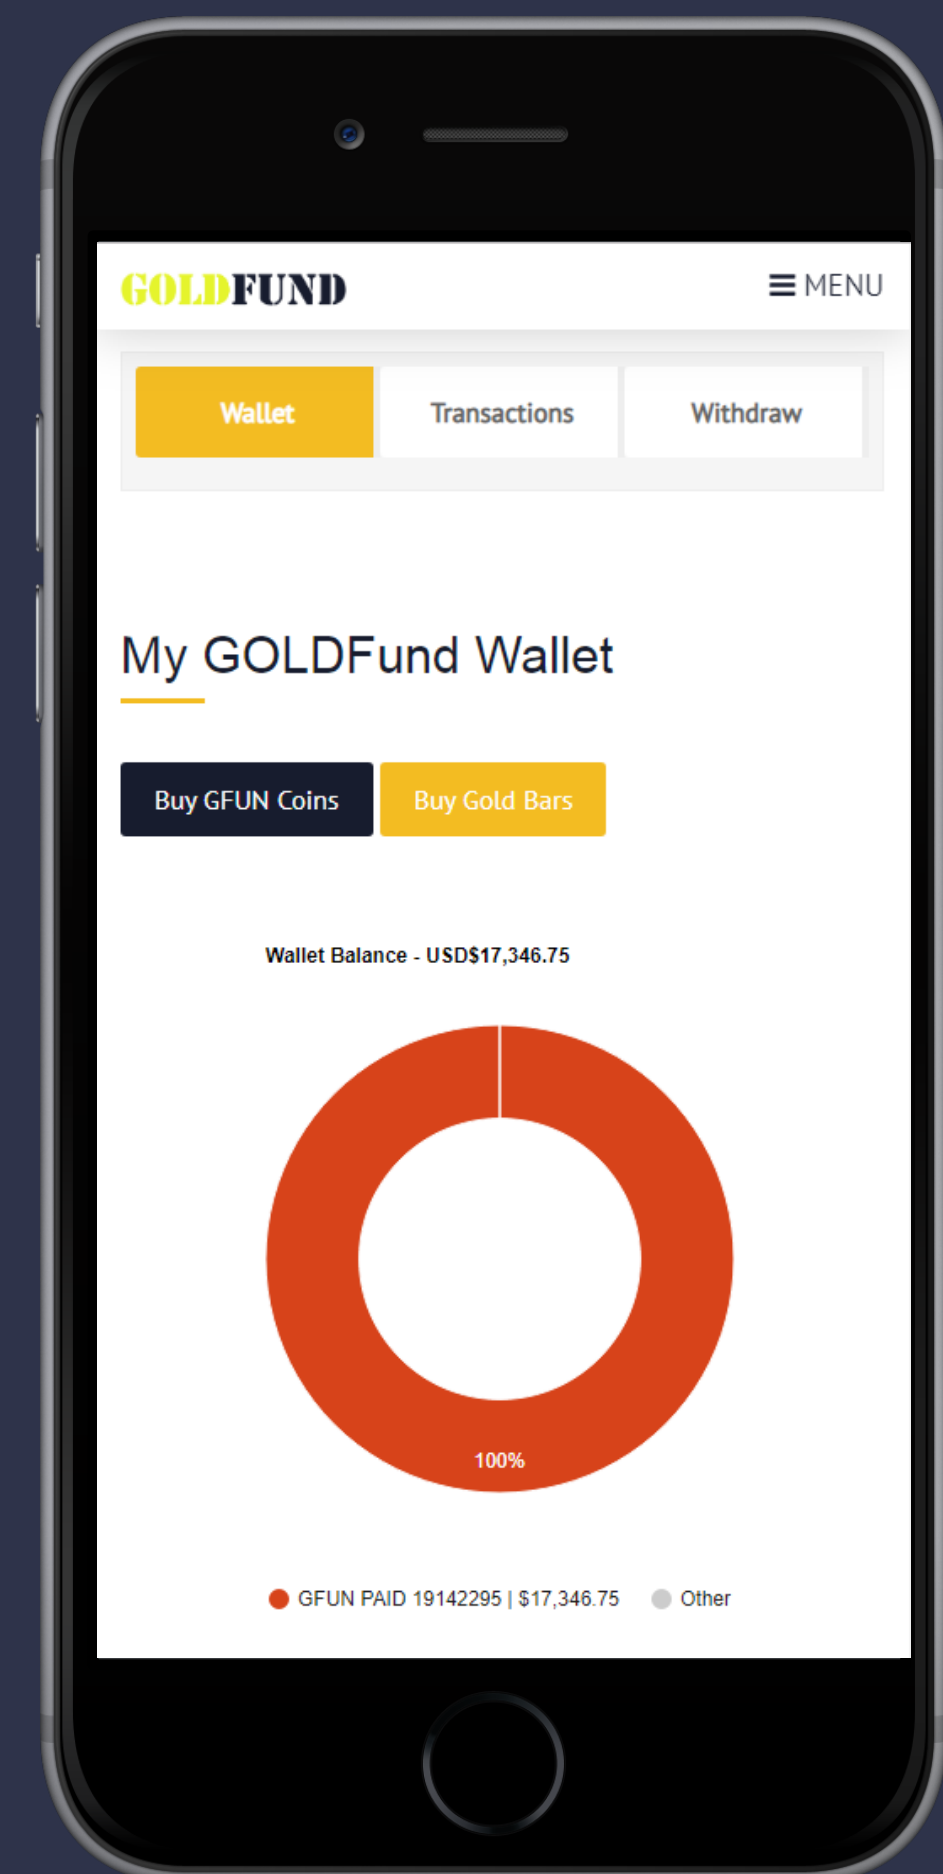 GOLDFUND
MENU
Wallet Transactions Withdraw
My GOLDFund Wallet
Buy GFUN Coins Buy Gold Bars
Wallet Balance - USD$17,346.75
100%
GFUN PAID 19142295 | $17,346.75 Other